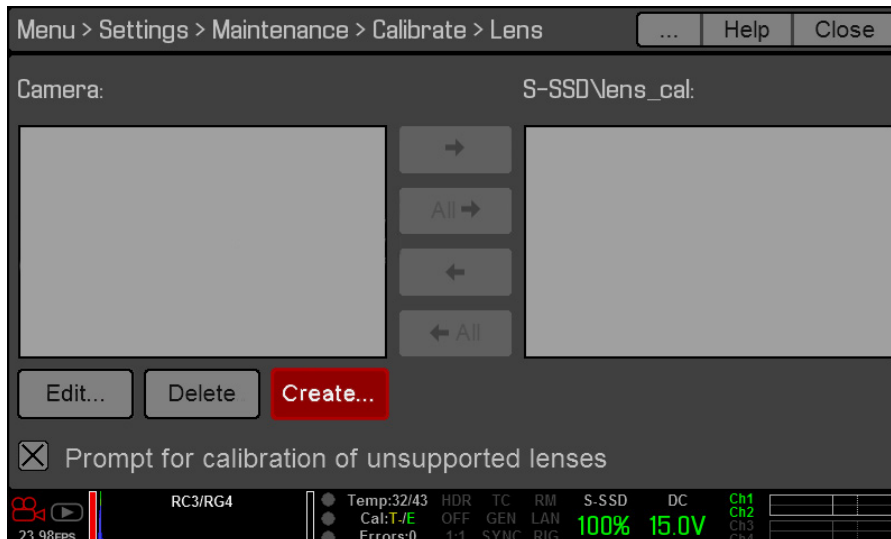 Menu > Settings > Maintenance > Calibrate > Lens ... Help Close
Camera: S-SSD\lens_cal:
➔
All ➔
←
← All
Edit... Delete Create...
Prompt for calibration of unsupported lenses
RC3/RG4 Temp:32/43 HDR TC RM S-SSD DC Ch1
Cal:T-/E OFF GEN LAN 100% 15.0V Ch2
23.98FPS Errors:0 1:1 SYNC RIG Ch3
Ch4